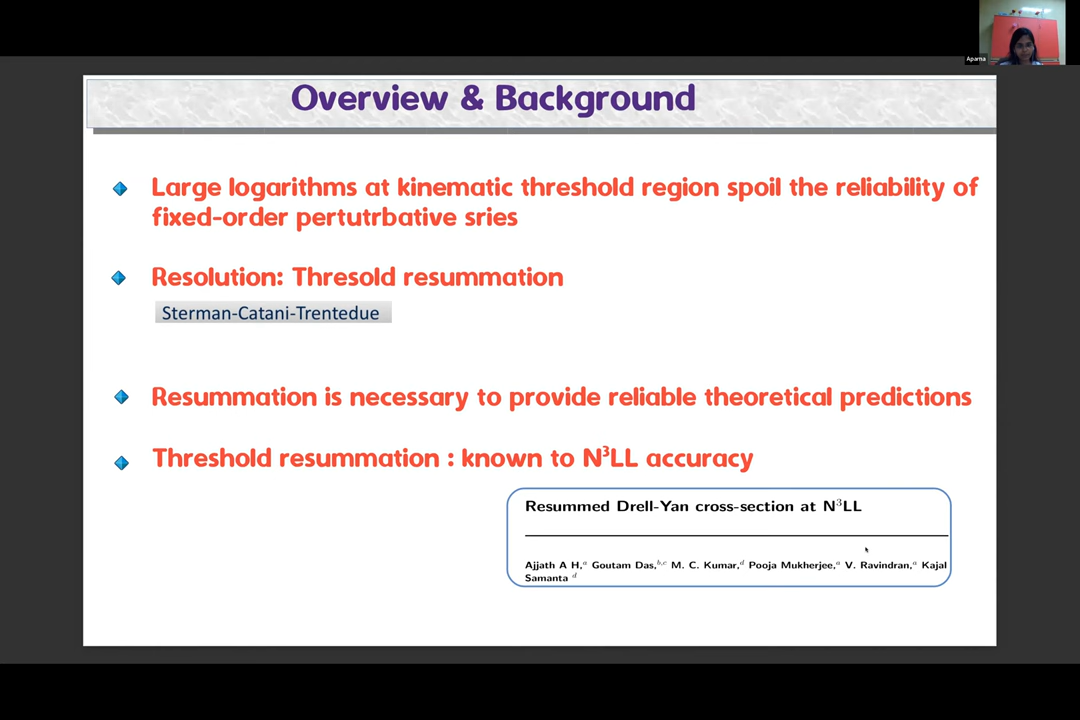 Aparna
Overview & Background
Large logarithms at kinematic threshold region spoil the reliability of
fixed-order pertutrbative sries
Resolution: Thresold resummation
Sterman-Catani-Trentedue
Resummation is necessary to provide reliable theoretical predictions
Threshold resummation : known to N³LL accuracy
Resummed Drell-Yan cross-section at N³LL
Ajjath A H,ᵃ Goutam Das,ᵇ,ᶜ M. C. Kumar,ᵈ Pooja Mukherjee,ᵃ V. Ravindran,ᵃ Kajal
Samanta ᵈ